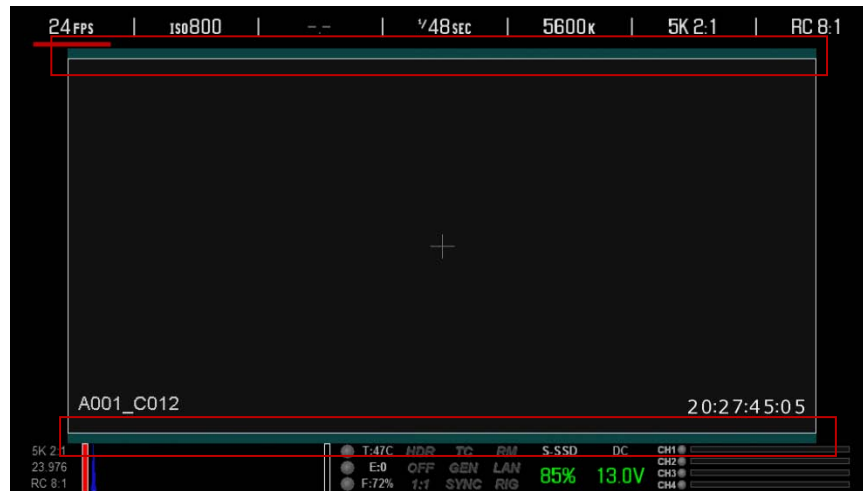 24 FPS | ISO800 | -.- | 1/48 SEC | 5600K | 5K 2:1 | RC 8:1
A001_C012 20:27:45:05
5K 2:1 T:47C HDR TC RM S-SSD DC CH1
CH2
23.976 E:0 OFF GEN LAN 85% 13.0V CH3
RC 8:1 F:72% 1:1 SYNC RIG CH4